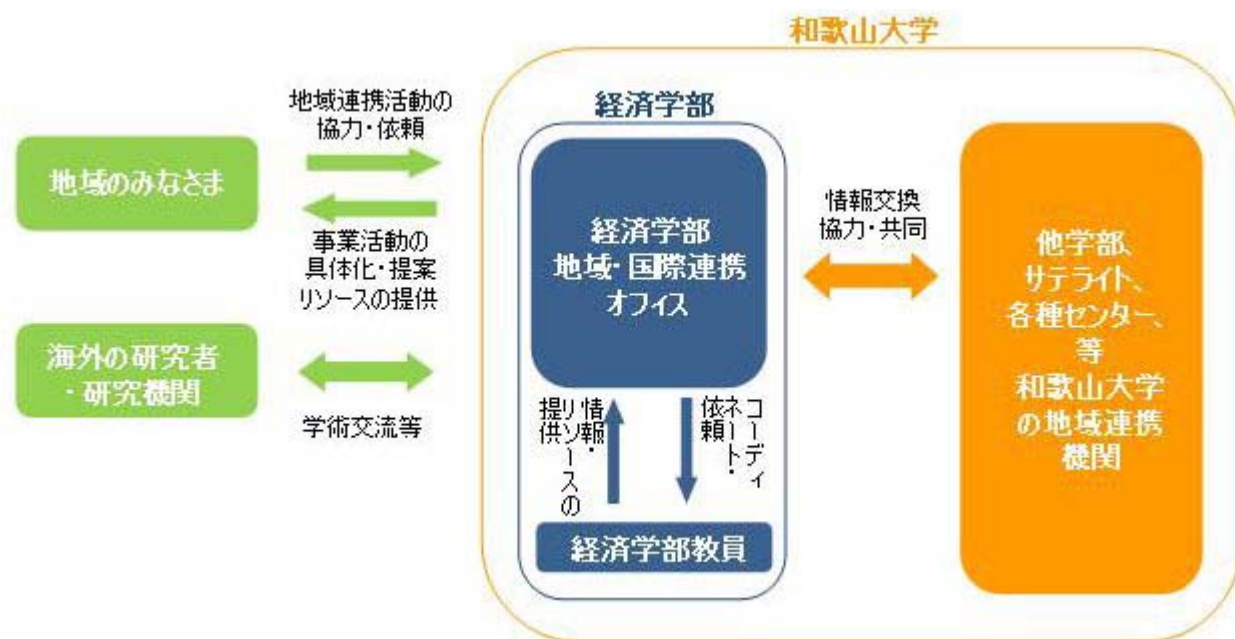 和歌山大学
経済学部
地域連携活動の
協力・依頼
地域のみなさま
事業活動の
具体化・提案
リソースの提供
海外の研究者
・研究機関
学術交流等
経済学部
地域・国際連携
オフィス
情報・
リソースの
提供
コーディ
ネート・
依頼
経済学部教員
情報交換
協力・共同
他学部、
サテライト、
各種センター、
等
和歌山大学
の地域連携
機関